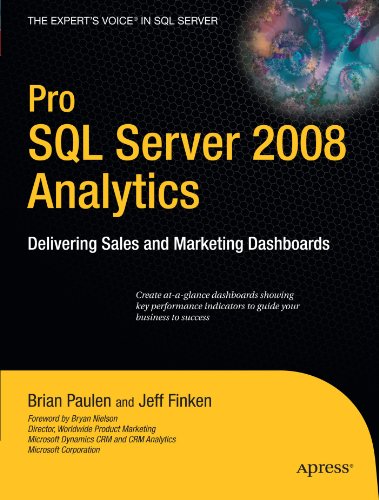 THE EXPERT'S VOICE® IN SQL SERVER
Pro
SQL Server 2008
Analytics
Delivering Sales and Marketing Dashboards
Create at-a-glance dashboards showing
key performance indicators to guide your
business to success
Brian Paulen and Jeff Finken
Foreword by Bryan Nielson
Director, Worldwide Product Marketing
Microsoft Dynamics CRM and CRM Analytics
Microsoft Corporation
Apress®